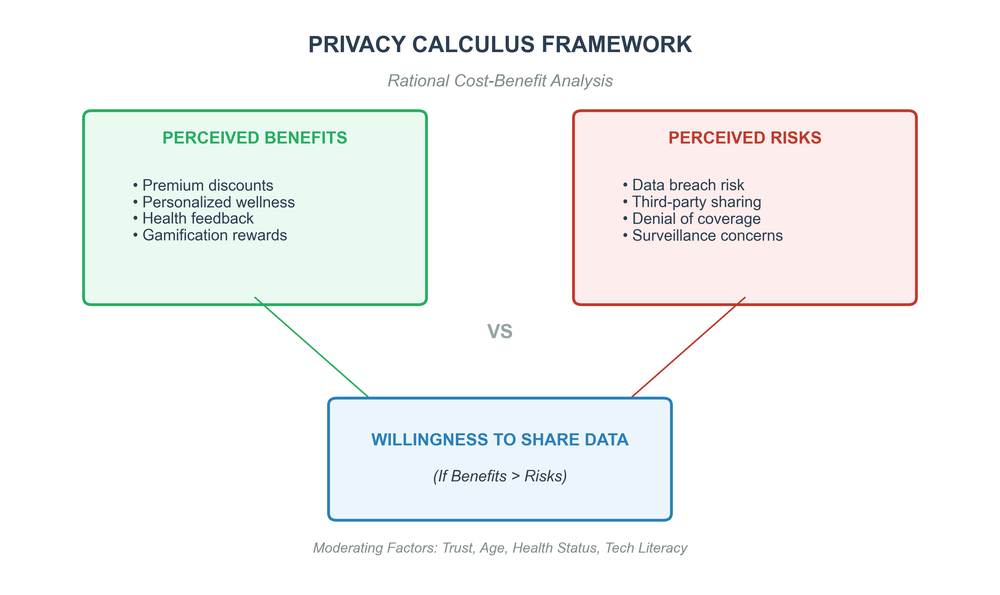 PRIVACY CALCULUS FRAMEWORK
Rational Cost-Benefit Analysis
PERCEIVED BENEFITS
• Premium discounts
• Personalized wellness
• Health feedback
• Gamification rewards
PERCEIVED RISKS
• Data breach risk
• Third-party sharing
• Denial of coverage
• Surveillance concerns
VS
WILLINGNESS TO SHARE DATA
(If Benefits > Risks)
Moderating Factors: Trust, Age, Health Status, Tech Literacy